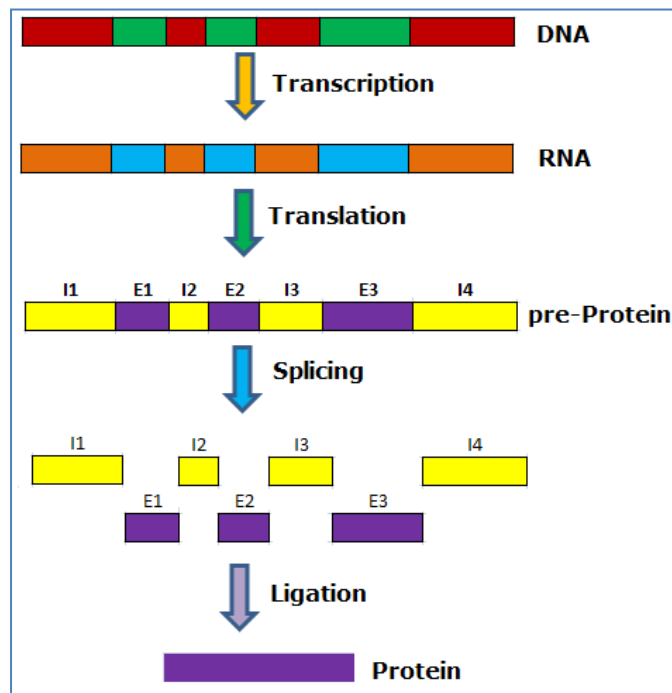 DNA
Transcription
RNA
Translation
I1 E1 I2 E2 I3 E3 I4
pre-Protein
Splicing
I1 I2 I3 I4
E1 E2 E3
Ligation
Protein